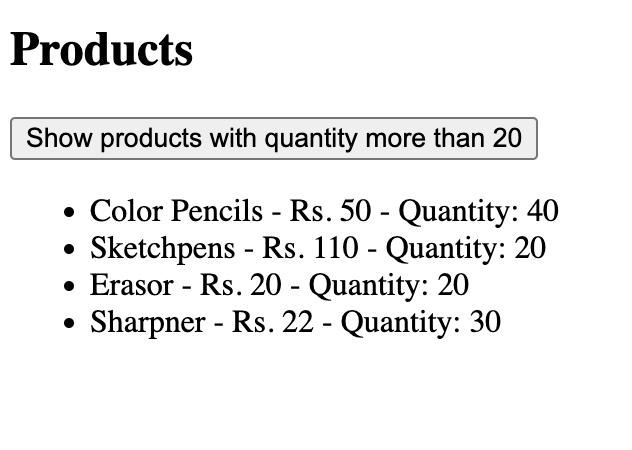 Products
Show products with quantity more than 20
Color Pencils - Rs. 50 - Quantity: 40
Sketchpens - Rs. 110 - Quantity: 20
Erasor - Rs. 20 - Quantity: 20
Sharpner - Rs. 22 - Quantity: 30